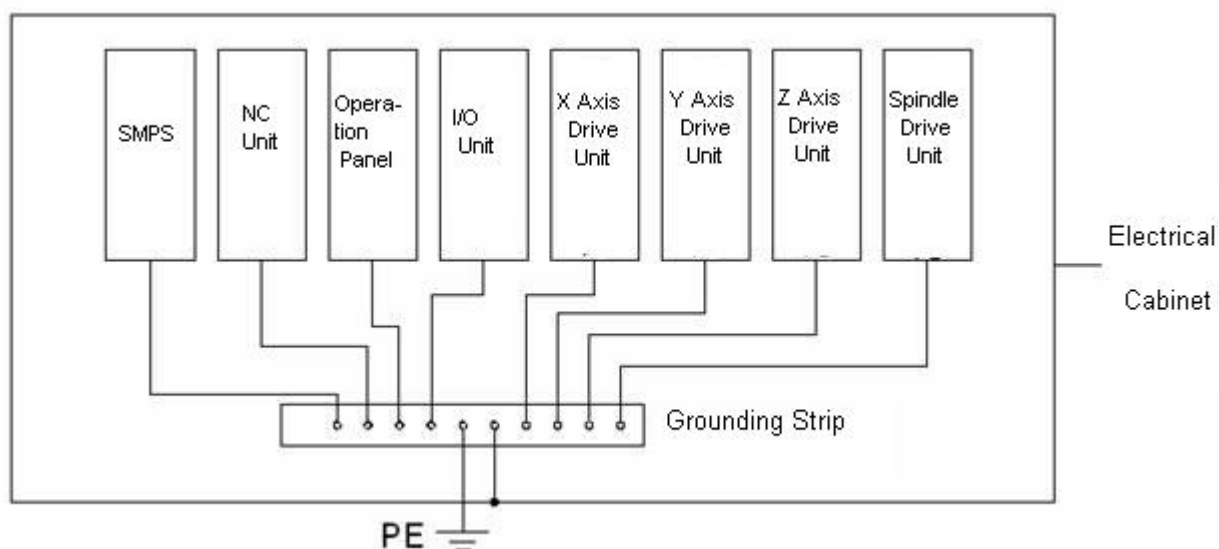 SMPS
NC
Unit
Opera-
tion
Panel
I/O
Unit
X Axis
Drive
Unit
Y Axis
Drive
Unit
Z Axis
Drive
Unit
Spindle
Drive
Unit
Electrical
Cabinet
Grounding Strip
PE